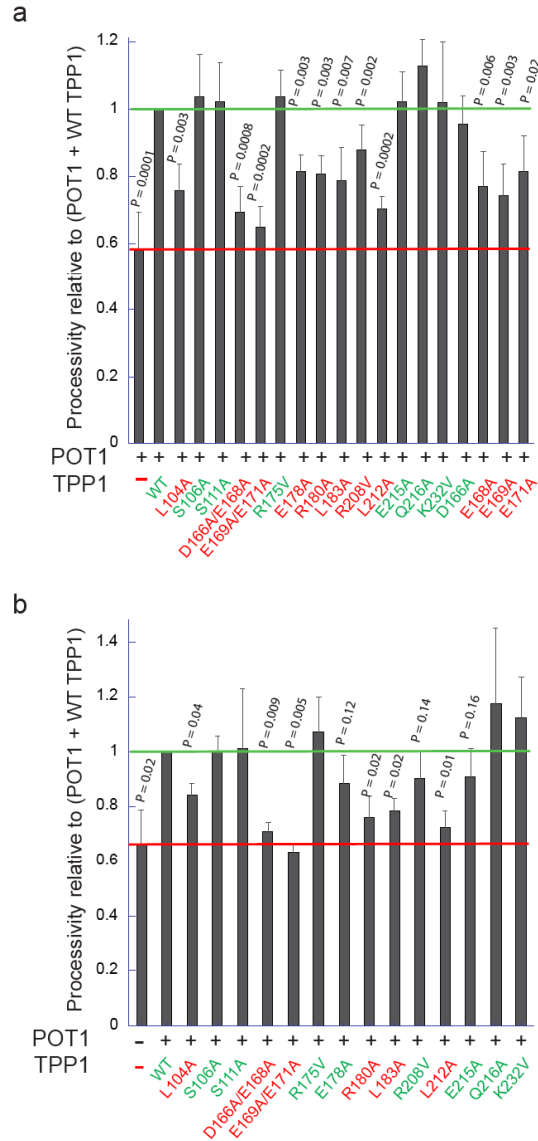 a
Processivity relative to (POT1 + WT TPP1)
1.2
1
0.8
0.6
0.4
0.2
0
P = 0.0001
P = 0.003
P = 0.0008
P = 0.0002
P = 0.003
P = 0.003
P = 0.007
P = 0.002
P = 0.0002
P = 0.006
P = 0.003
P = 0.02
POT1 + + + + + + + + + + + + + + + + + + + +
TPP1 − WT L104A S106A S111A D166A/E168A E169A/E171A R175V E178A R180A L183A R208V L212A E215A Q216A K232V D166A E168A E169A E171A
b
Processivity relative to (POT1 + WT TPP1)
1.4
1.2
1
0.8
0.6
0.4
0.2
0
P = 0.02
P = 0.04
P = 0.009
P = 0.005
P = 0.12
P = 0.02
P = 0.02
P = 0.14
P = 0.01
P = 0.16
POT1 − + + + + + + + + + + + + + +
TPP1 − WT L104A S106A S111A D166A/E168A E169A/E171A R175V E178A R180A L183A R208V L212A E215A Q216A K232V